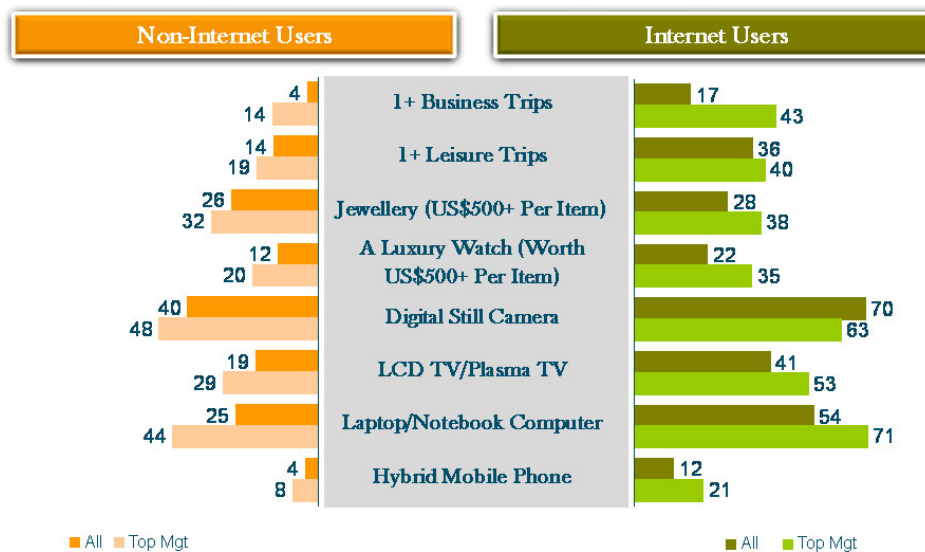 Non-Internet Users
Internet Users
4
14
1+ Business Trips
17
43
14
19
1+ Leisure Trips
36
40
26
32
Jewellery (US$500+ Per Item)
28
38
12
20
A Luxury Watch (Worth
US$500+ Per Item)
22
35
40
48
Digital Still Camera
70
63
19
29
LCD TV/Plasma TV
41
53
25
44
Laptop/Notebook Computer
54
71
4
8
Hybrid Mobile Phone
12
21
All Top Mgt
All Top Mgt